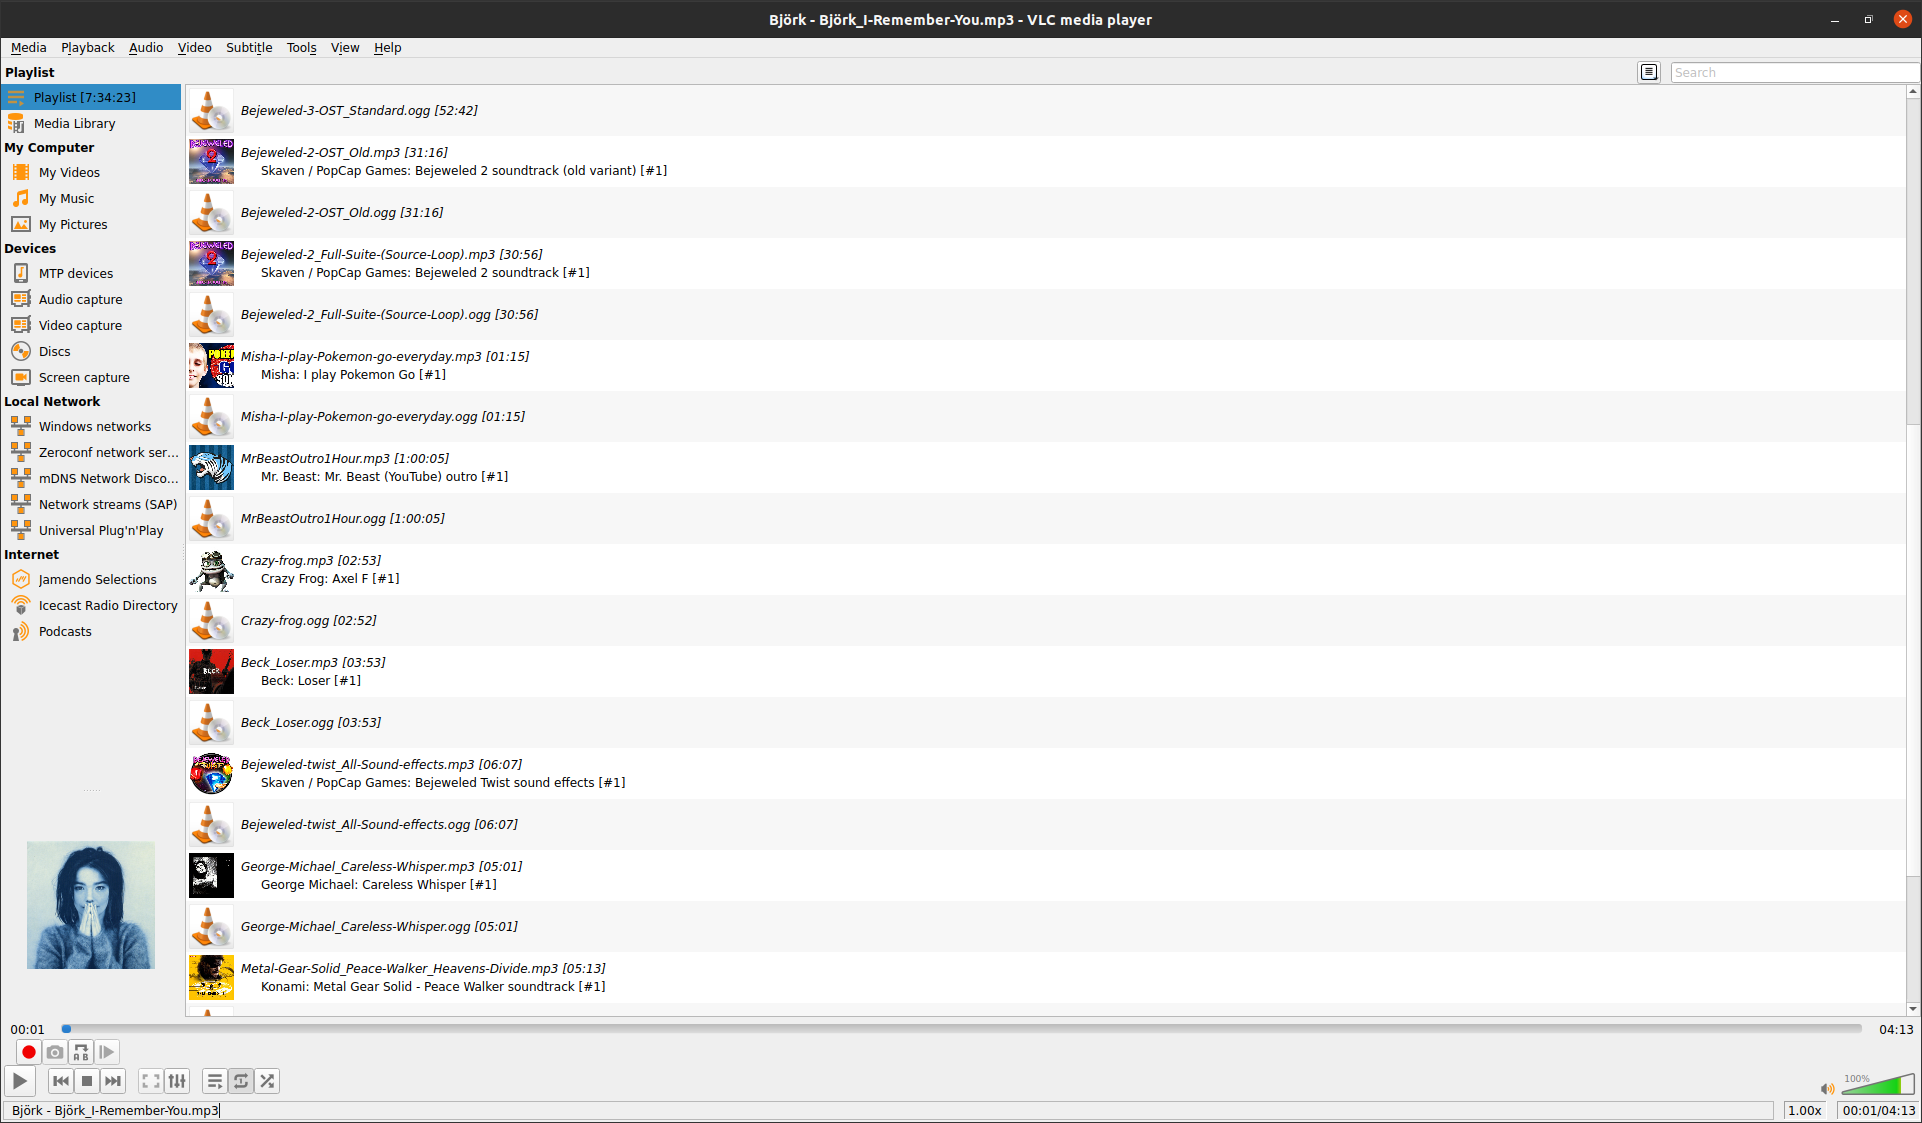 Björk - Björk_I-Remember-You.mp3 - VLC media player
Media Playback Audio Video Subtitle Tools View Help
Playlist
Search
Playlist [7:34:23]
Media Library
My Computer
My Videos
My Music
My Pictures
Devices
MTP devices
Audio capture
Video capture
Discs
Screen capture
Local Network
Windows networks
Zeroconf network ser...
mDNS Network Disco...
Network streams (SAP)
Universal Plug'n'Play
Internet
Jamendo Selections
Icecast Radio Directory
Podcasts
Bejeweled-3-OST_Standard.ogg [52:42]
Bejeweled-2-OST_Old.mp3 [31:16]
Skaven / PopCap Games: Bejeweled 2 soundtrack (old variant) [#1]
Bejeweled-2-OST_Old.ogg [31:16]
Bejeweled-2_Full-Suite-(Source-Loop).mp3 [30:56]
Skaven / PopCap Games: Bejeweled 2 soundtrack [#1]
Bejeweled-2_Full-Suite-(Source-Loop).ogg [30:56]
Misha-I-play-Pokemon-go-everyday.mp3 [01:15]
Misha: I play Pokemon Go [#1]
Misha-I-play-Pokemon-go-everyday.ogg [01:15]
MrBeastOutro1Hour.mp3 [1:00:05]
Mr. Beast: Mr. Beast (YouTube) outro [#1]
MrBeastOutro1Hour.ogg [1:00:05]
Crazy-frog.mp3 [02:53]
Crazy Frog: Axel F [#1]
Crazy-frog.ogg [02:52]
Beck_Loser.mp3 [03:53]
Beck: Loser [#1]
Beck_Loser.ogg [03:53]
Bejeweled-twist_All-Sound-effects.mp3 [06:07]
Skaven / PopCap Games: Bejeweled Twist sound effects [#1]
Bejeweled-twist_All-Sound-effects.ogg [06:07]
George-Michael_Careless-Whisper.mp3 [05:01]
George Michael: Careless Whisper [#1]
George-Michael_Careless-Whisper.ogg [05:01]
Metal-Gear-Solid_Peace-Walker_Heavens-Divide.mp3 [05:13]
Konami: Metal Gear Solid - Peace Walker soundtrack [#1]
00:01
04:13
A B
100%
Björk - Björk_I-Remember-You.mp3
1.00x
00:01/04:13